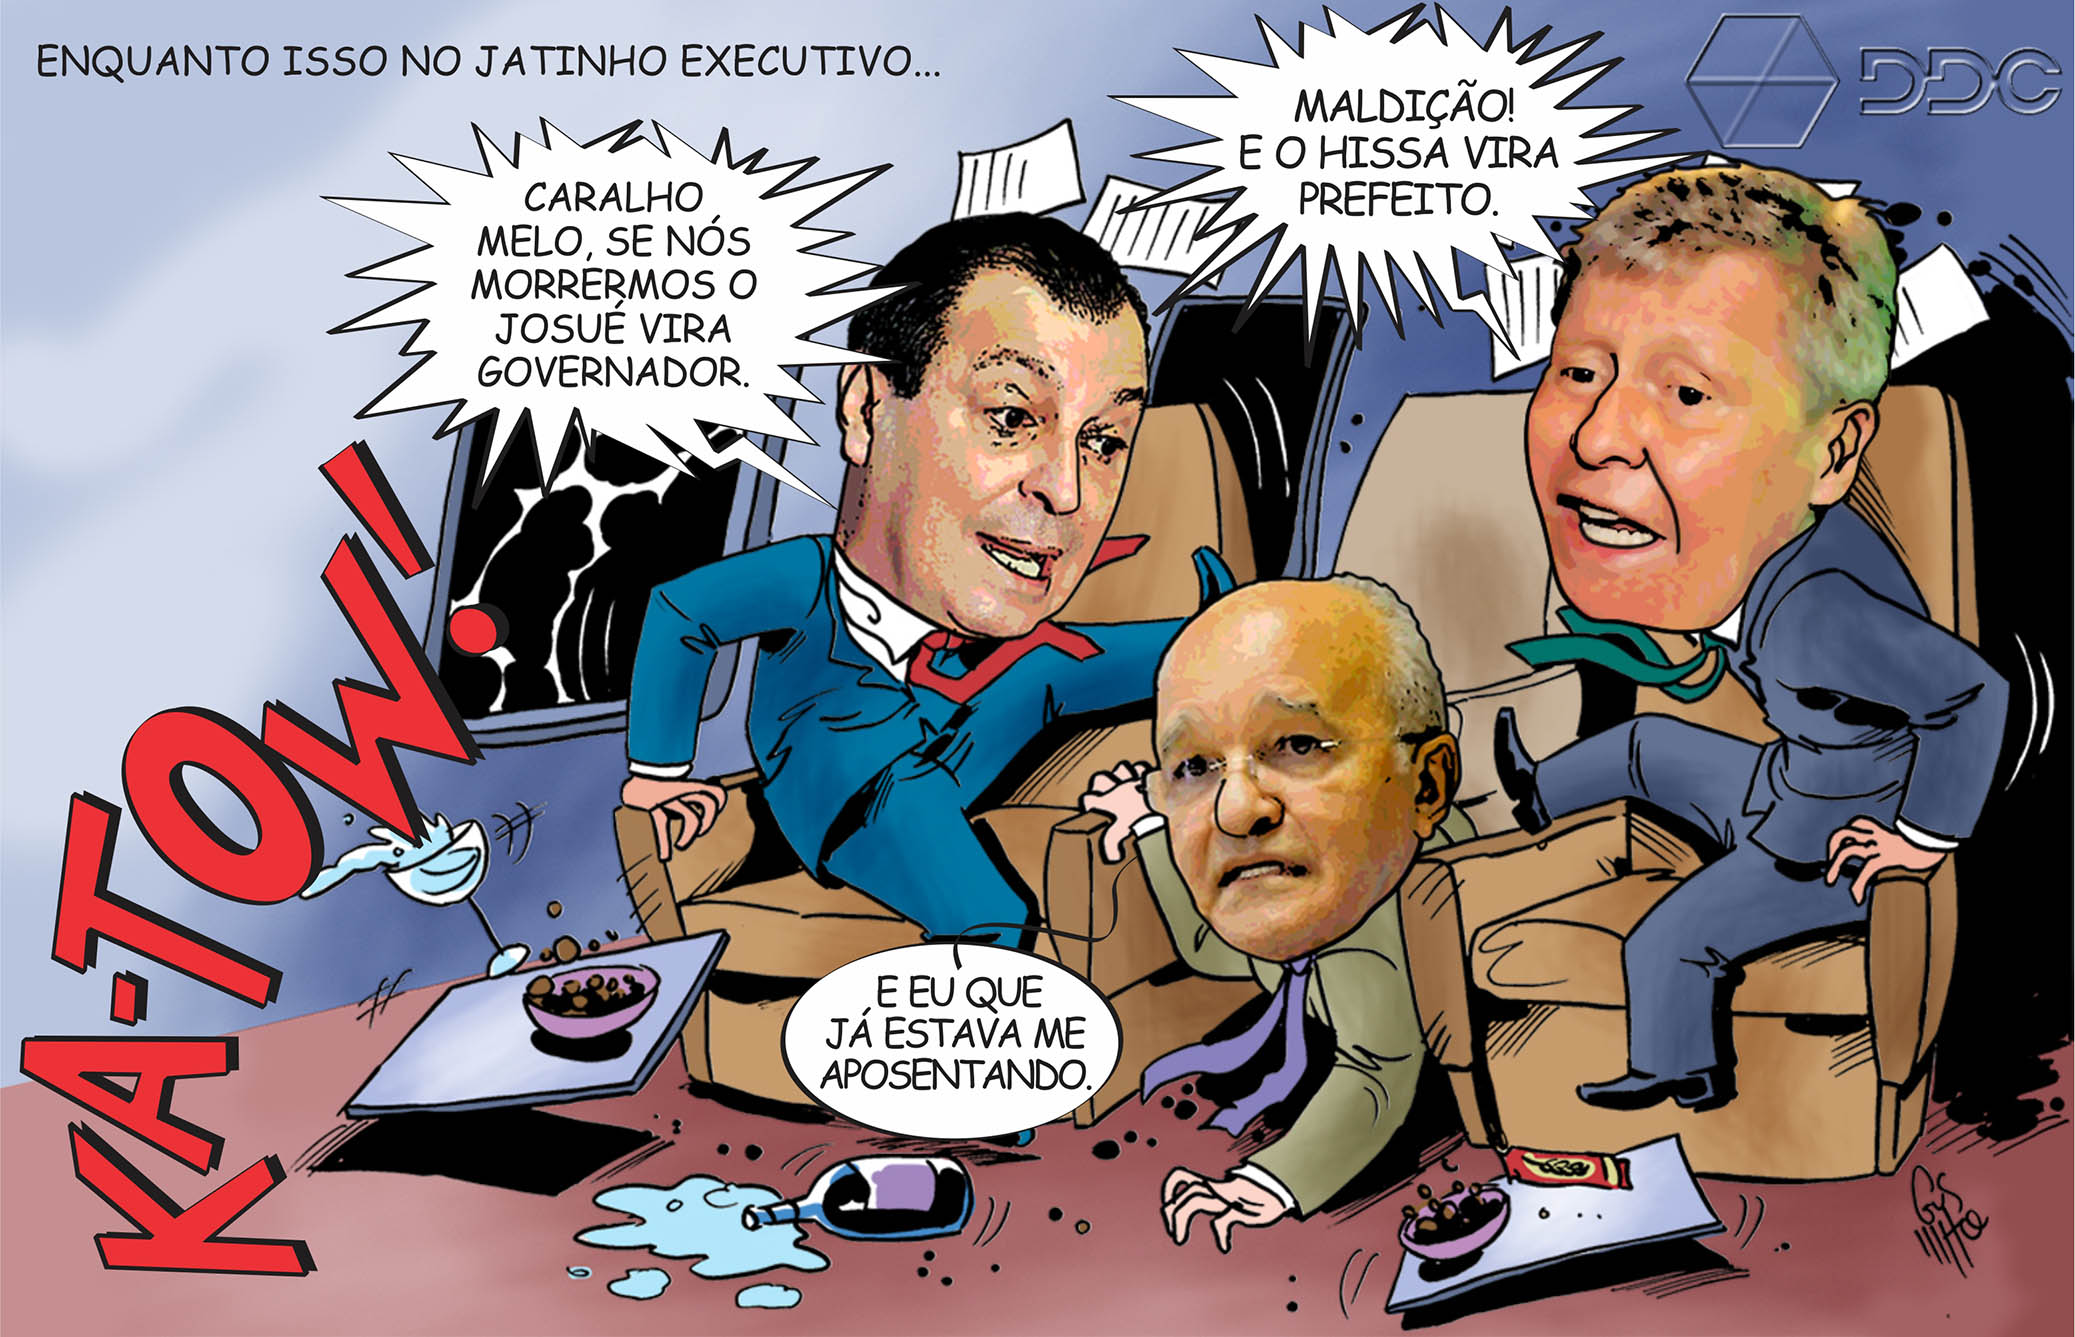 ENQUANTO ISSO NO JATINHO EXECUTIVO...
DDC
MALDIÇÃO!
E O HISSA VIRA
PREFEITO.
CARALHO
MELO, SE NÓS
MORRERMOS O
JOSUÉ VIRA
GOVERNADOR.
KA-TOW!
E EU QUE
JÁ ESTAVA ME
APOSENTANDO.